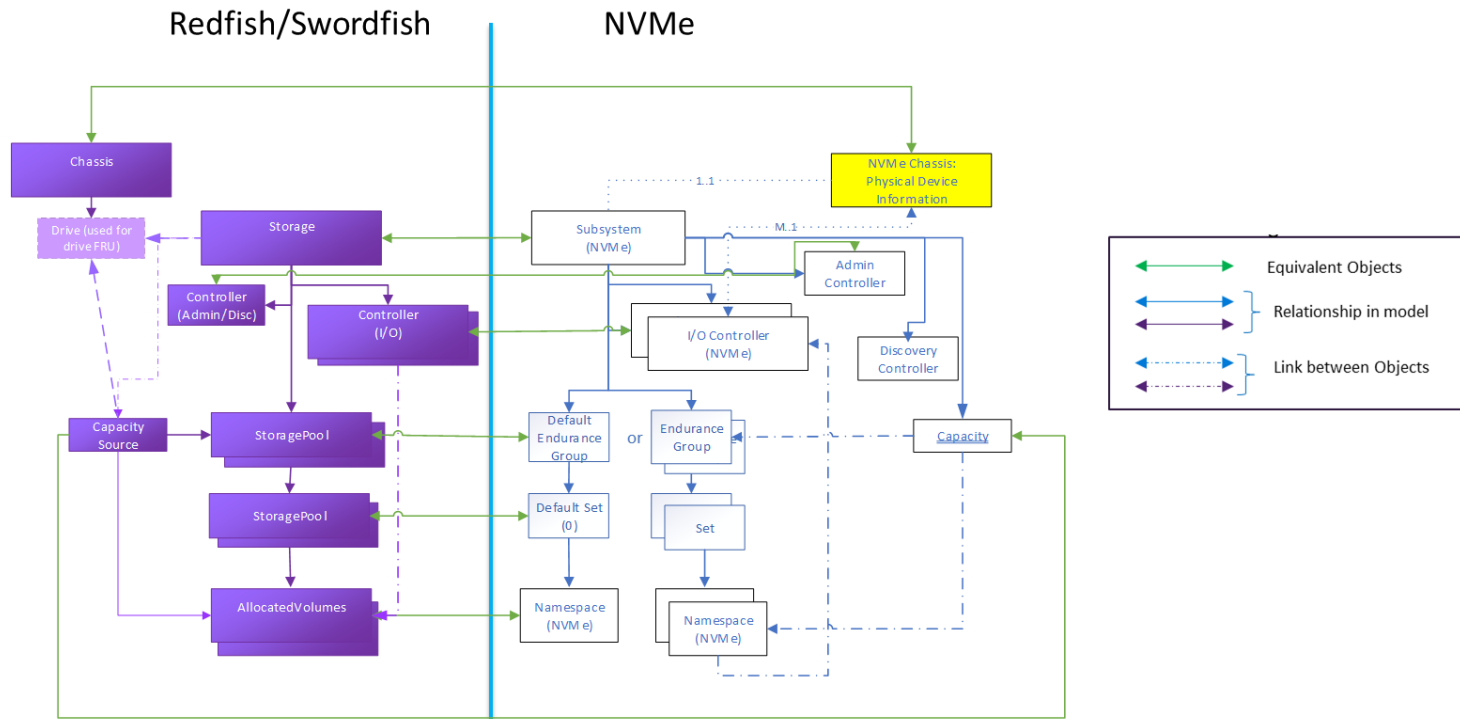 Redfish/Swordfish
NVMe
Chassis
NVMe Chassis:
Physical Device
Information
1..1
Drive (used for
drive FRU)
Storage
Subsystem
(NVMe)
M..1
Admin
Controller
Controller
(Admin/Disc)
Controller
(I/O)
I/O Controller
(NVMe)
Discovery
Controller
Capacity
Source
StoragePool
Default
Endurance
Group
or
Endurance
Group
Capacity
StoragePool
Default Set
(0)
Set
AllocatedVolumes
Namespace
(NVMe)
Namespace
(NVMe)
Equivalent Objects
Relationship in model
Link between Objects